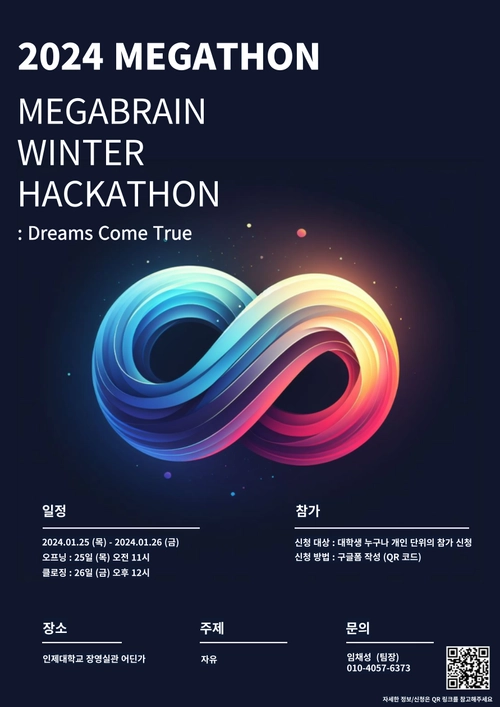 2024 MEGATHON
MEGABRAIN
WINTER
HACKATHON
: Dreams Come True
일정
2024.01.25 (목) - 2024.01.26 (금)
오프닝 : 25일 (목) 오전 11시
클로징 : 26일 (금) 오후 12시
참가
신청 대상 : 대학생 누구나 개인 단위의 참가 신청
신청 방법 : 구글폼 작성 (QR 코드)
장소
인제대학교 장영실관 어딘가
주제
자유
문의
임채성 (팀장)
010-4057-6373
자세한 정보/신청은 QR 링크를 참고해주세요